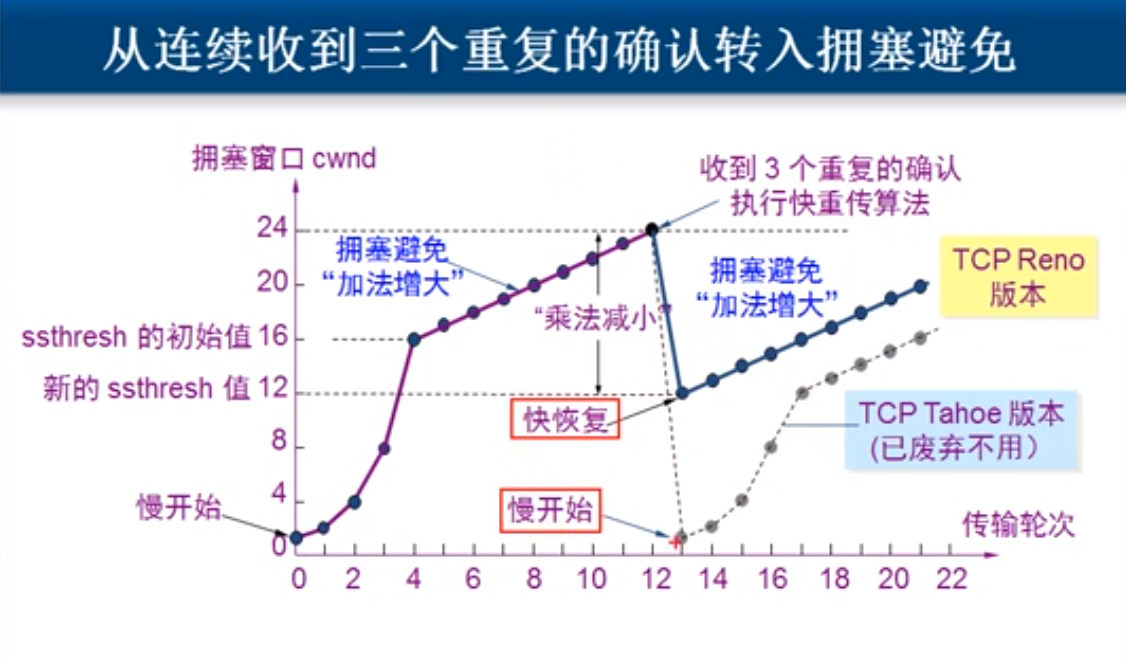 从连续收到三个重复的确认转入拥塞避免
拥塞窗口 cwnd
收到 3 个重复的确认
执行快重传算法
24
拥塞避免
“加法增大”
拥塞避免
“加法增大”
TCP Reno
版本
20
“乘法减小”
ssthresh 的初始值 16
新的 ssthresh 值 12
快恢复
TCP Tahoe 版本
(已废弃不用)
8
4
慢开始
慢开始
传输轮次
0
0 2 4 6 8 10 12 14 16 18 20 22